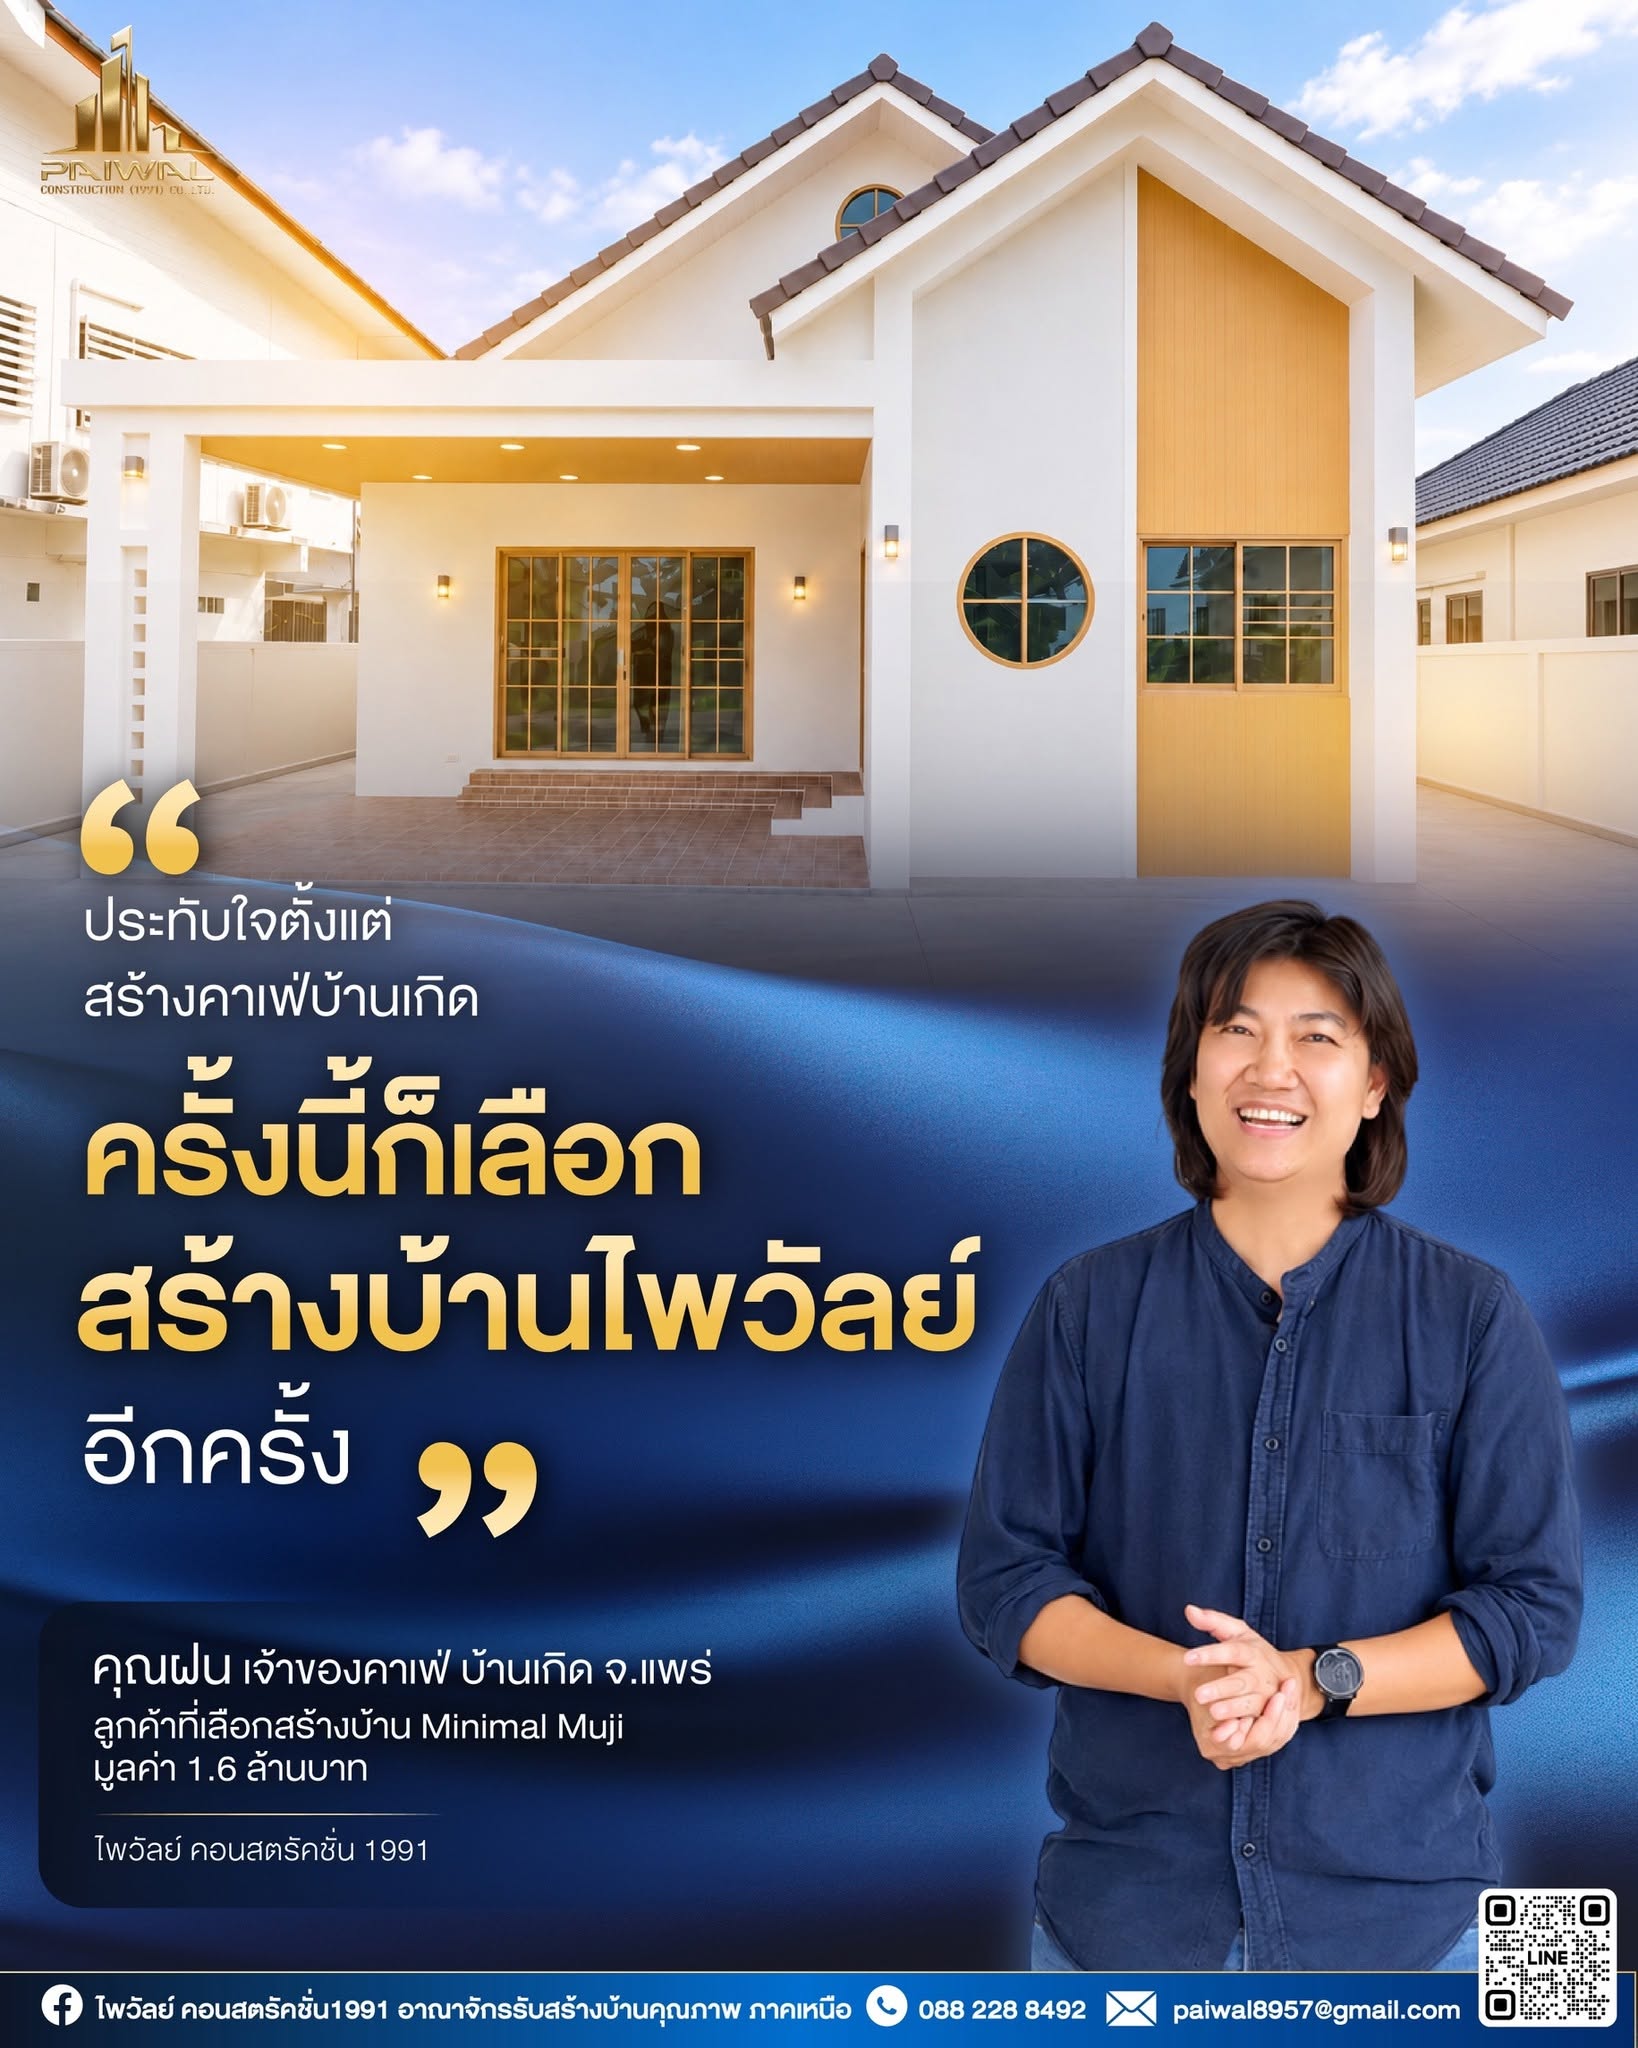 PAIWAL
CONSTRUCTION (1991) CO.,LTD.
“
ประทับใจตั้งแต่
สร้างคาเฟ่บ้านเกิด
ครั้งนี้ก็เลือก
สร้างบ้านไพวัลย์
อีกครั้ง ”
คุณฝน เจ้าของคาเฟ่ บ้านเกิด จ.แพร่
ลูกค้าที่เลือกสร้างบ้าน Minimal Muji
มูลค่า 1.6 ล้านบาท
ไพวัลย์ คอนสตรัคชั่น 1991
LINE
ไพวัลย์ คอนสตรัคชั่น1991 อาณาจักรรับสร้างบ้านคุณภาพ ภาคเหนือ 088 228 8492 paiwal8957@gmail.com